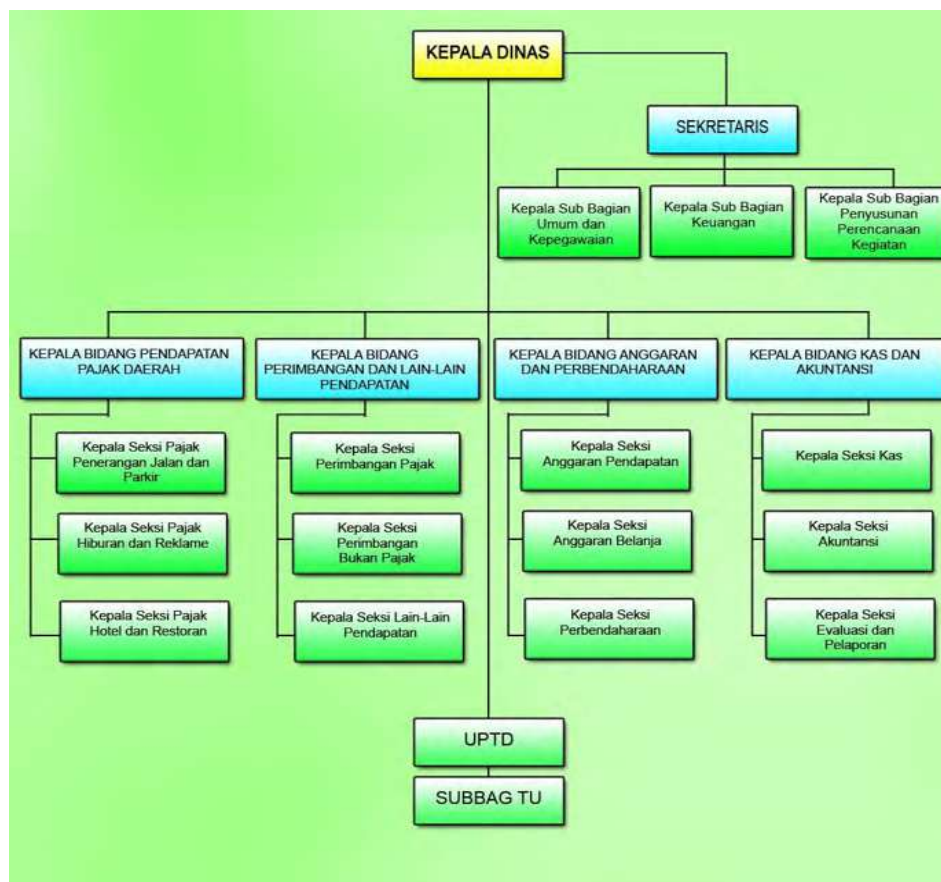 KEPALA DINAS
SEKRETARIS
Kepala Sub Bagian
Umum dan
Kepegawaian
Kepala Sub Bagian
Keuangan
Kepala Sub Bagian
Penyusunan
Perencanaan
Kegiatan
KEPALA BIDANG PENDAPATAN
PAJAK DAERAH
KEPALA BIDANG
PERIMBANGAN DAN LAIN-LAIN
PENDAPATAN
KEPALA BIDANG ANGGARAN
DAN PERBENDAHARAAN
KEPALA BIDANG KAS DAN
AKUNTANSI
Kepala Seksi Pajak
Penerangan Jalan dan
Parkir
Kepala Seksi
Perimbangan Pajak
Kepala Seksi
Anggaran Pendapatan
Kepala Seksi Kas
Kepala Seksi Pajak
Hiburan dan Reklame
Kepala Seksi
Perimbangan
Bukan Pajak
Kepala Seksi
Anggaran Belanja
Kepala Seksi
Akuntansi
Kepala Seksi Pajak
Hotel dan Restoran
Kepala Seksi Lain-Lain
Pendapatan
Kepala Seksi
Perbendaharaan
Kepala Seksi
Evaluasi dan
Pelaporan
UPTD
SUBBAG TU